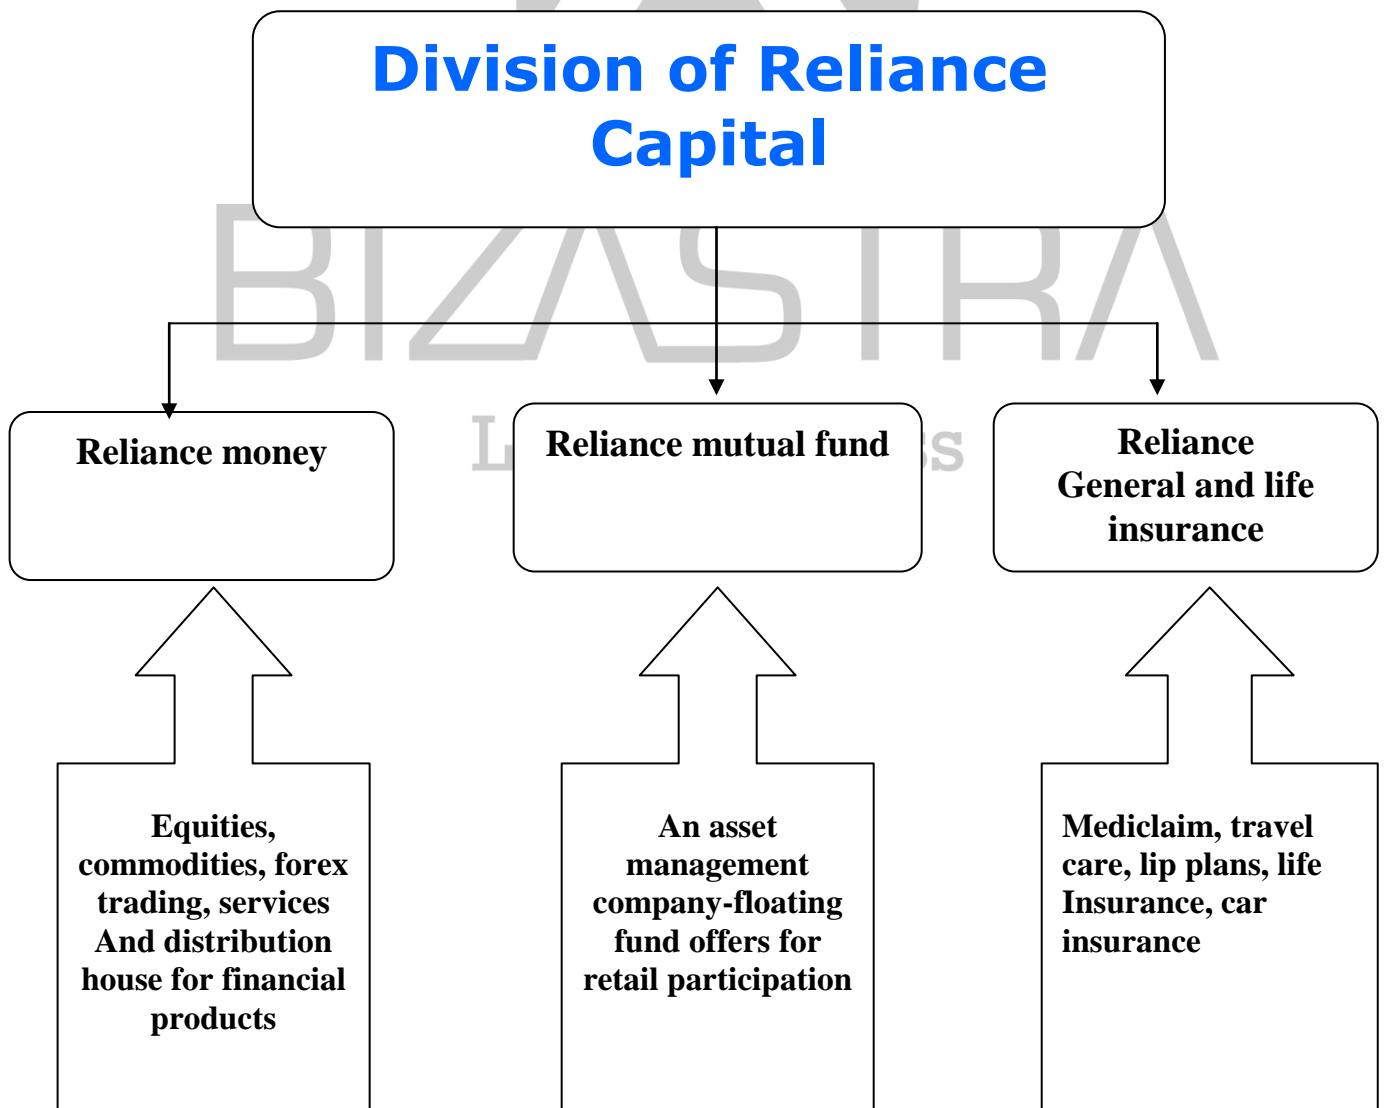 Division of Reliance
Capital
BIZASTRA
Reliance money
Reliance mutual fund
Reliance
General and life
insurance
Equities,
commodities, forex
trading, services
And distribution
house for financial
products
An asset
management
company-floating
fund offers for
retail participation
Mediclaim, travel
care, lip plans, life
Insurance, car
insurance